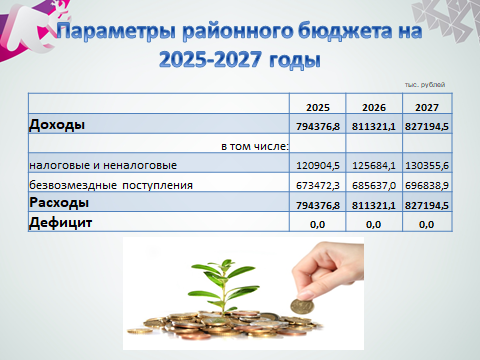 Параметры районного бюджета на
2025-2027 годы
тыс. рублей
2025 2026 2027
Доходы 794376,8 811321,1 827194,5
в том числе:
налоговые и неналоговые 120904,5 125684,1 130355,6
безвозмездные поступления 673472,3 685637,0 696838,9
Расходы 794376,8 811321,1 827194,5
Дефицит 0,0 0,0 0,0